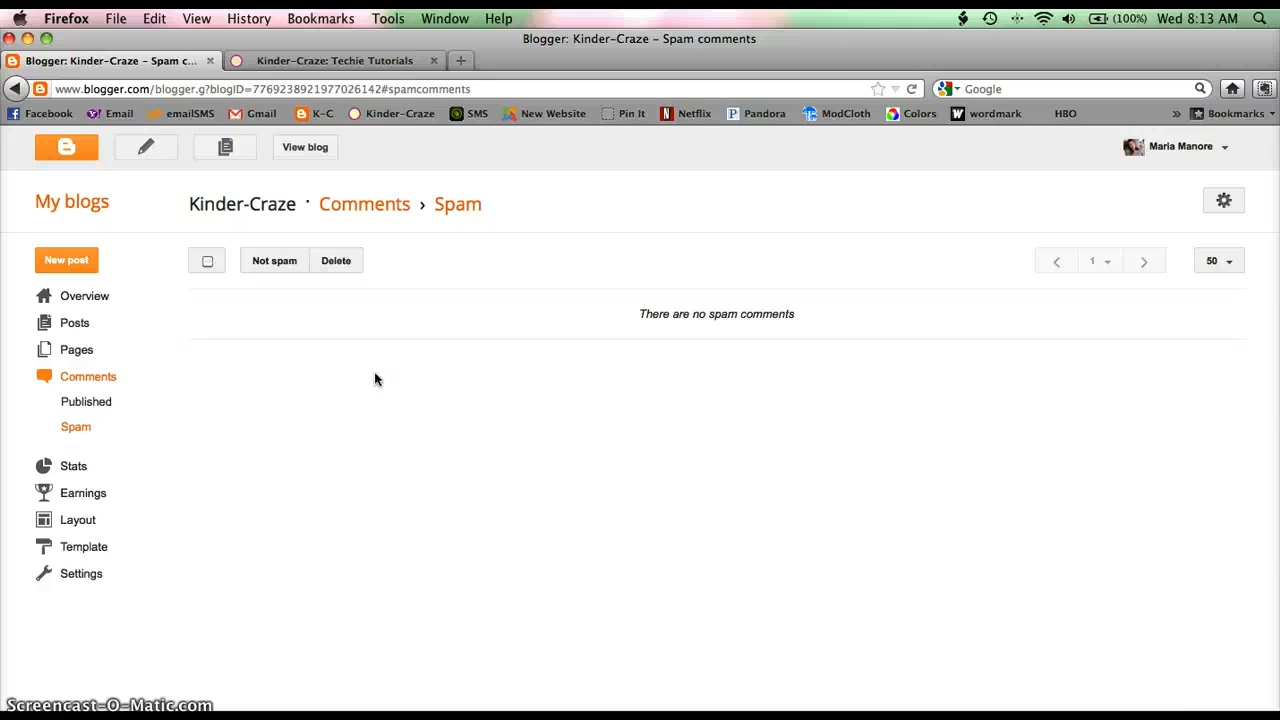 Firefox File Edit View History Bookmarks Tools Window Help (100%) Wed 8:13 AM
Blogger: Kinder-Craze – Spam comments
Blogger: Kinder-Craze – Spam c... × Kinder-Craze: Techie Tutorials × +
www.blogger.com/blogger.g?blogID=7769238921977026142#spamcomments Google
Facebook Email emailSMS Gmail K-C Kinder-Craze SMS New Website Pin It Netflix Pandora ModCloth Colors wordmark HBO » Bookmarks
View blog Maria Manore
My blogs Kinder-Craze · Comments › Spam
New post Not spam Delete 1 50
Overview
There are no spam comments
Posts
Pages
Comments
Published
Spam
Stats
Earnings
Layout
Template
Settings
Screencast-O-Matic.com